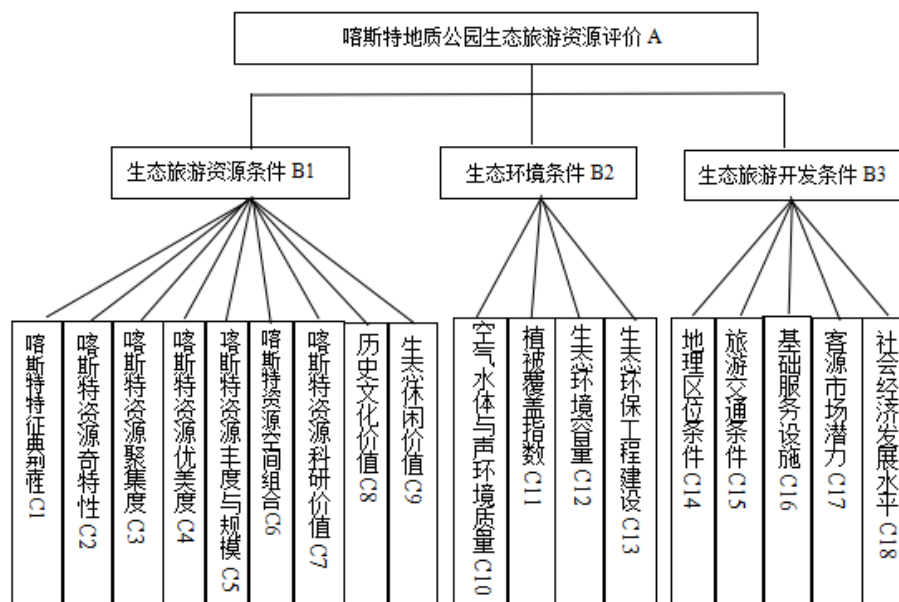 喀斯特地质公园生态旅游资源评价 A
生态旅游资源条件 B1
生态环境条件 B2
生态旅游开发条件 B3
喀斯特特征典型性 C1
喀斯特资源奇特性 C2
喀斯特资源聚集度 C3
喀斯特资源优美度 C4
喀斯特资源丰度与规模 C5
喀斯特资源空间组合 C6
喀斯特资源科研价值 C7
历史文化价值 C8
生态休闲价值 C9
空气水体与声环境质量 C10
植被覆盖指数 C11
生态环境容量 C12
生态环保工程建设 C13
地理区位条件 C14
旅游交通条件 C15
基础服务设施 C16
客源市场潜力 C17
社会经济发展水平 C18